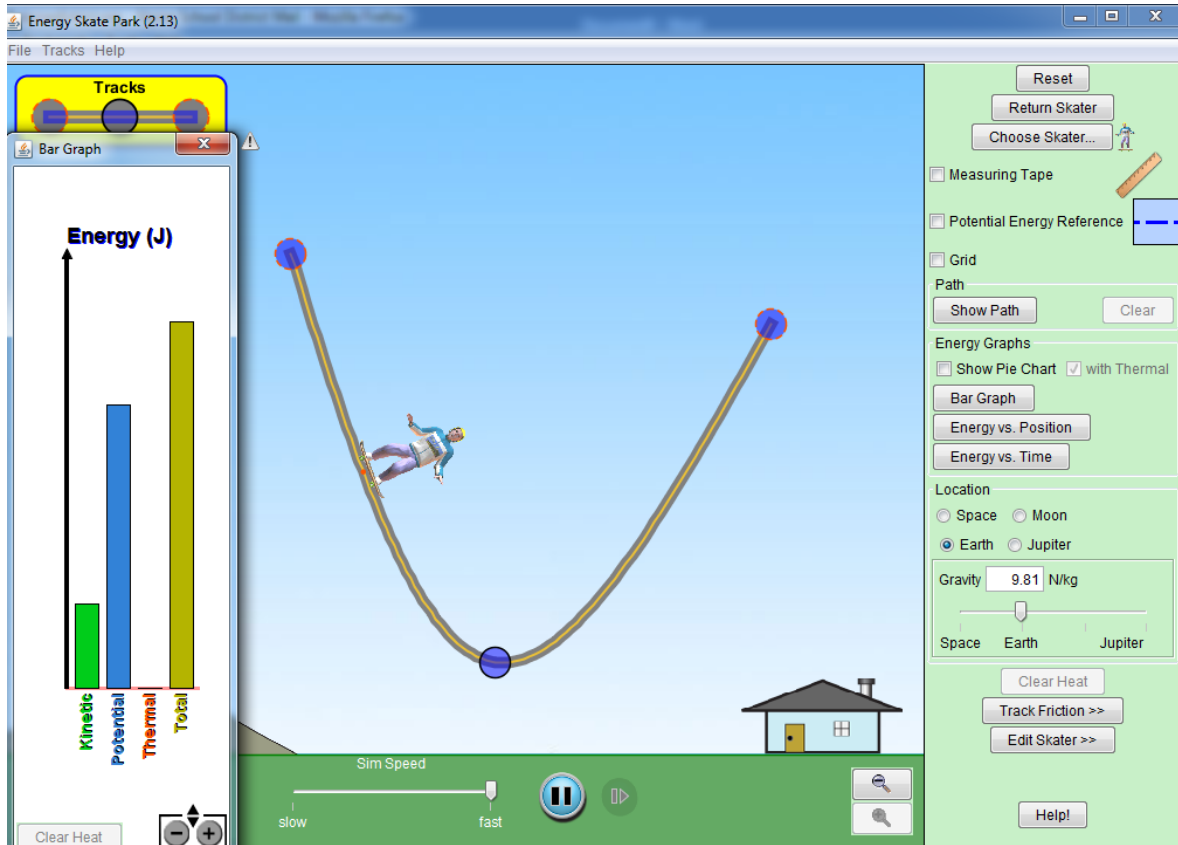 Energy Skate Park (2.13)
File Tracks Help
Tracks
Bar Graph
Energy (J)
Kinetic
Potential
Thermal
Total
Clear Heat
Sim Speed
slow
fast
Reset
Return Skater
Choose Skater...
Measuring Tape
Potential Energy Reference
Grid
Path
Show Path
Clear
Energy Graphs
Show Pie Chart
with Thermal
Bar Graph
Energy vs. Position
Energy vs. Time
Location
Space
Moon
Earth
Jupiter
Gravity 9.81 N/kg
Space Earth Jupiter
Clear Heat
Track Friction >>
Edit Skater >>
Help!